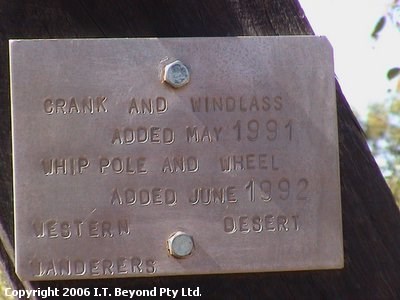 CRANK AND WINDLASS
ADDED MAY 1991
WHIP POLE AND WHEEL
ADDED JUNE 1992
WESTERN DESERT
WANDERERS
Copyright 2006 I.T. Beyond Pty Ltd.